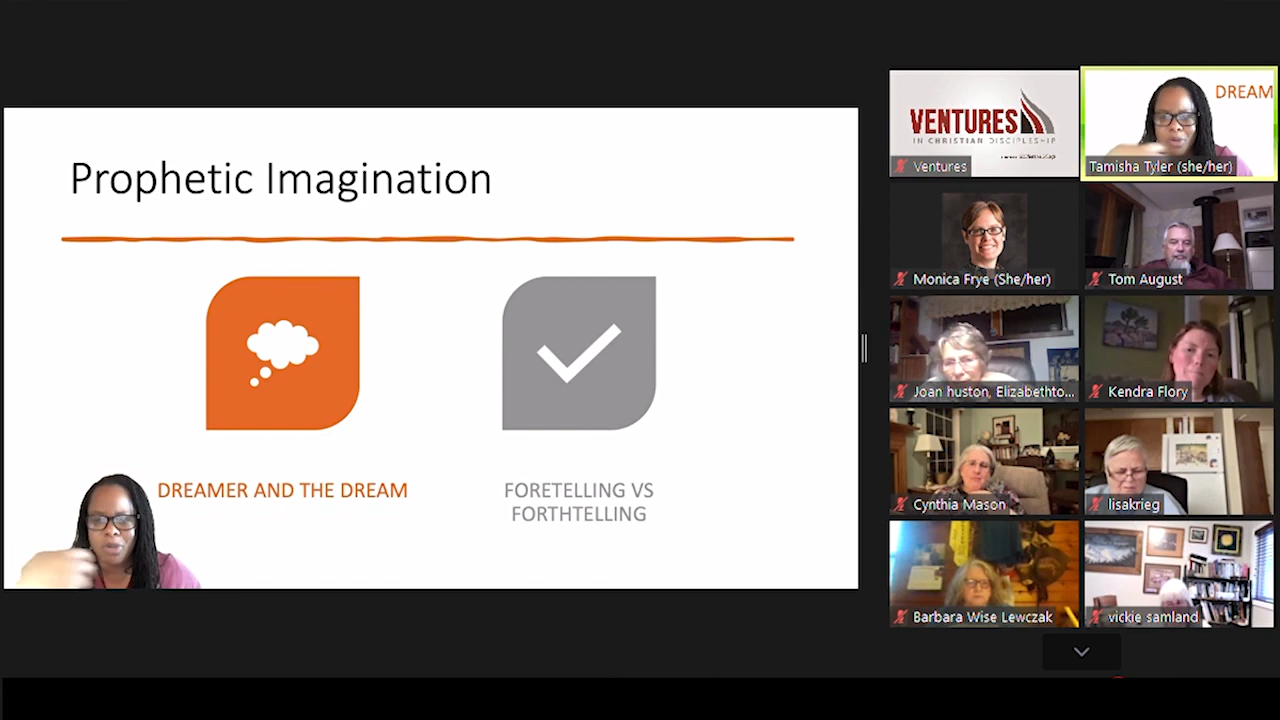 Prophetic Imagination
DREAMER AND THE DREAM
FORETELLING VS
FORTHTELLING
VENTURES
IN CHRISTIAN DISCIPLESHIP
Ventures
DREAM
Tamisha Tyler (she/her)
Monica Frye (She/her)
Tom August
Joan huston, Elizabethto...
Kendra Flory
Cynthia Mason
lisakrieg
Barbara Wise Lewczak
vickie samland